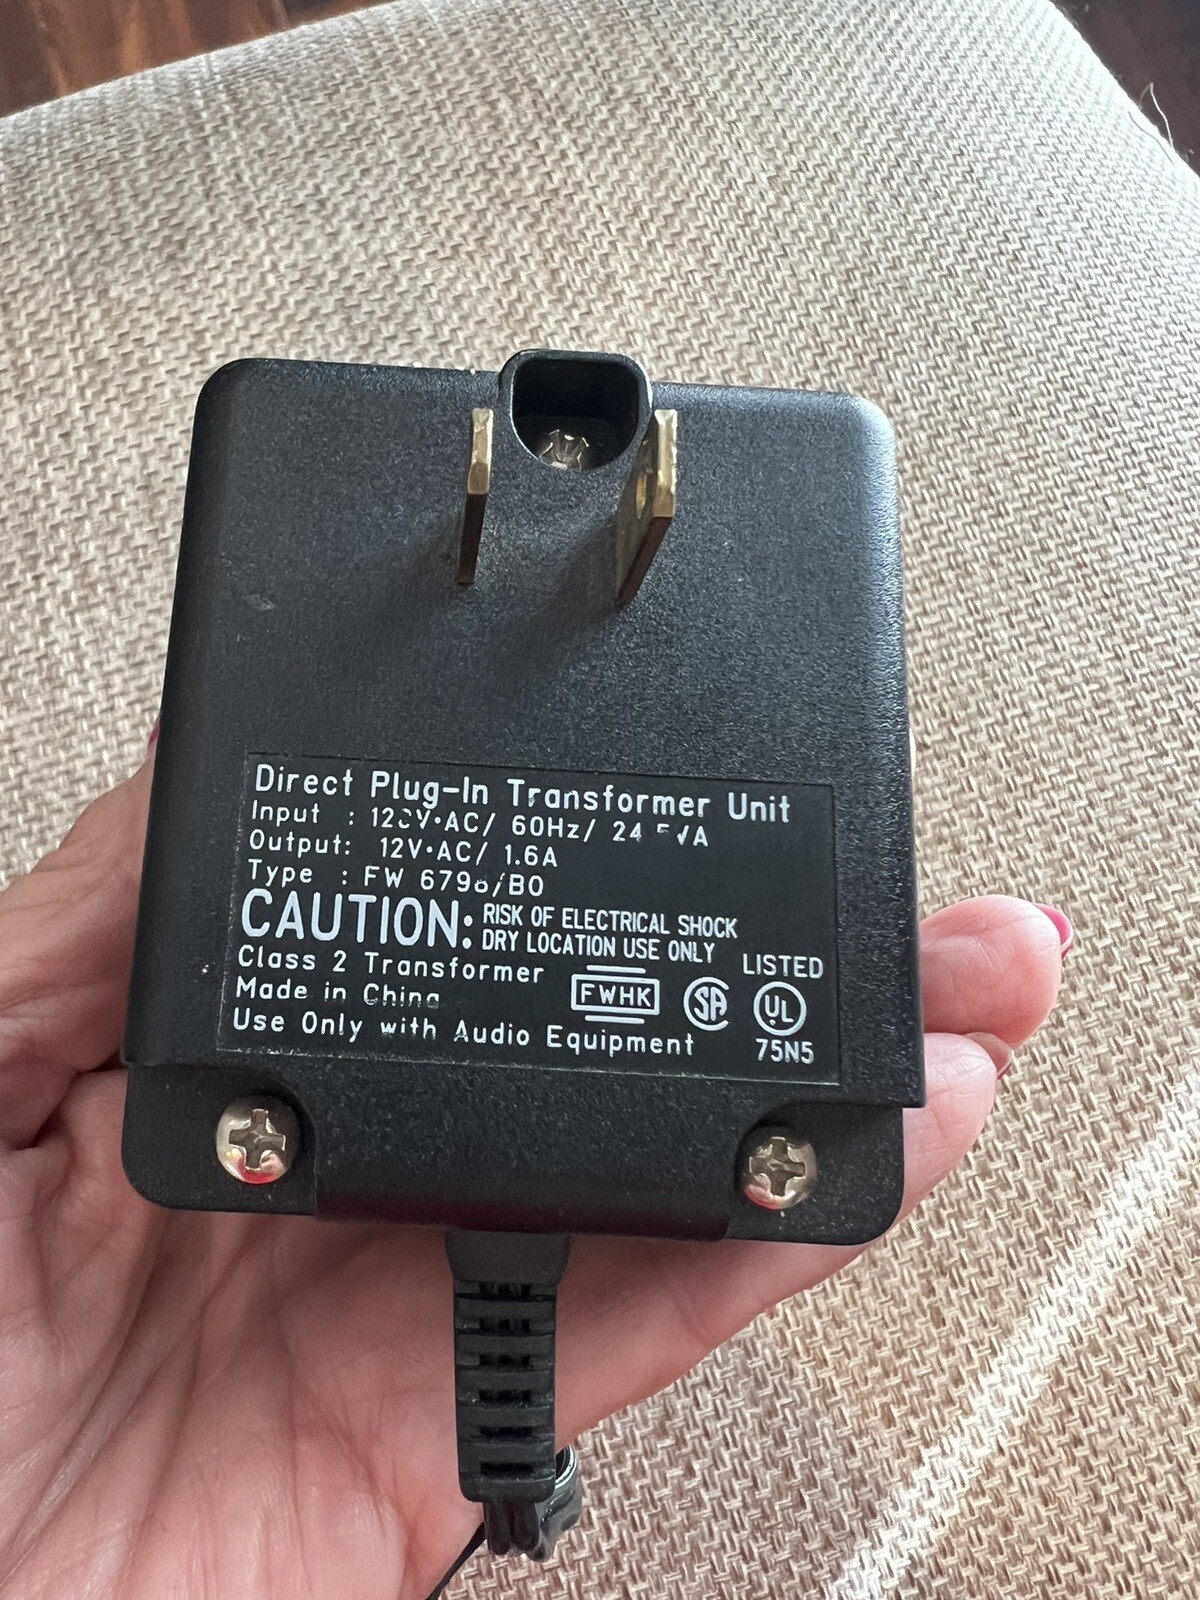 Direct Plug-In Transformer Unit
Input : AC/ 60Hz/
Output: 12V•AC/ 1.6A
Type : FW
CAUTION: RISK OF ELECTRICAL SHOCK
DRY LOCATION USE ONLY
Class 2 Transformer
Made in China
Use Only with Audio Equipment
FWHK
SA
LISTED
UL
75N5